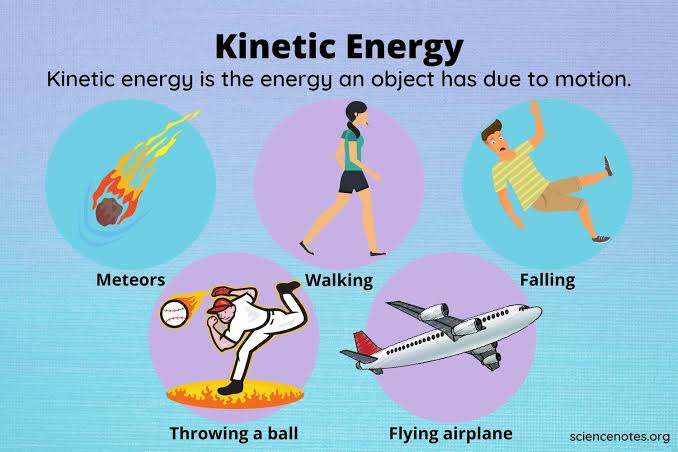 Kinetic Energy
Kinetic energy is the energy an object has due to motion.
Meteors
Walking
Falling
Throwing a ball
Flying airplane
sciencenotes.org